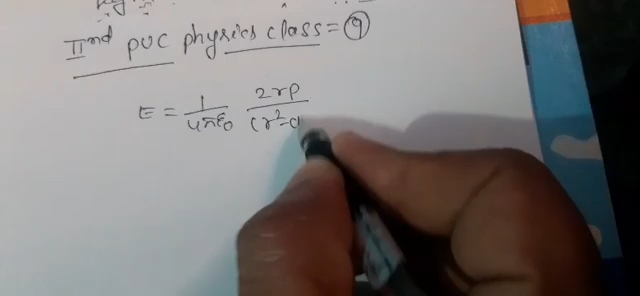 IInd puc physics class = 9
E = 1/4πε₀ 2rp/(r²-a